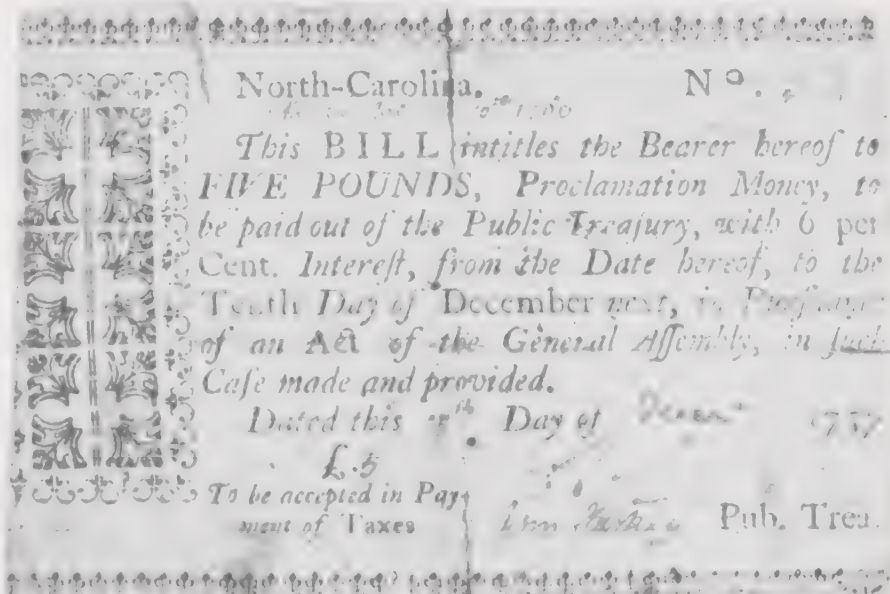 North-Carolina. No.
This BILL intitles the Bearer hereof to
FIVE POUNDS, Proclamation Money, to
be paid out of the Public Treaſury, with 6 per
Cent. Intereſt, from the Date hereof, to the
Tenth Day of December next, in Purſuance
of an Act of the General Aſſembly, in ſuch
Caſe made and provided.
Dated this Day of 1757
£.5
To be accepted in Pay-
ment of Taxes
Pub. Trea.